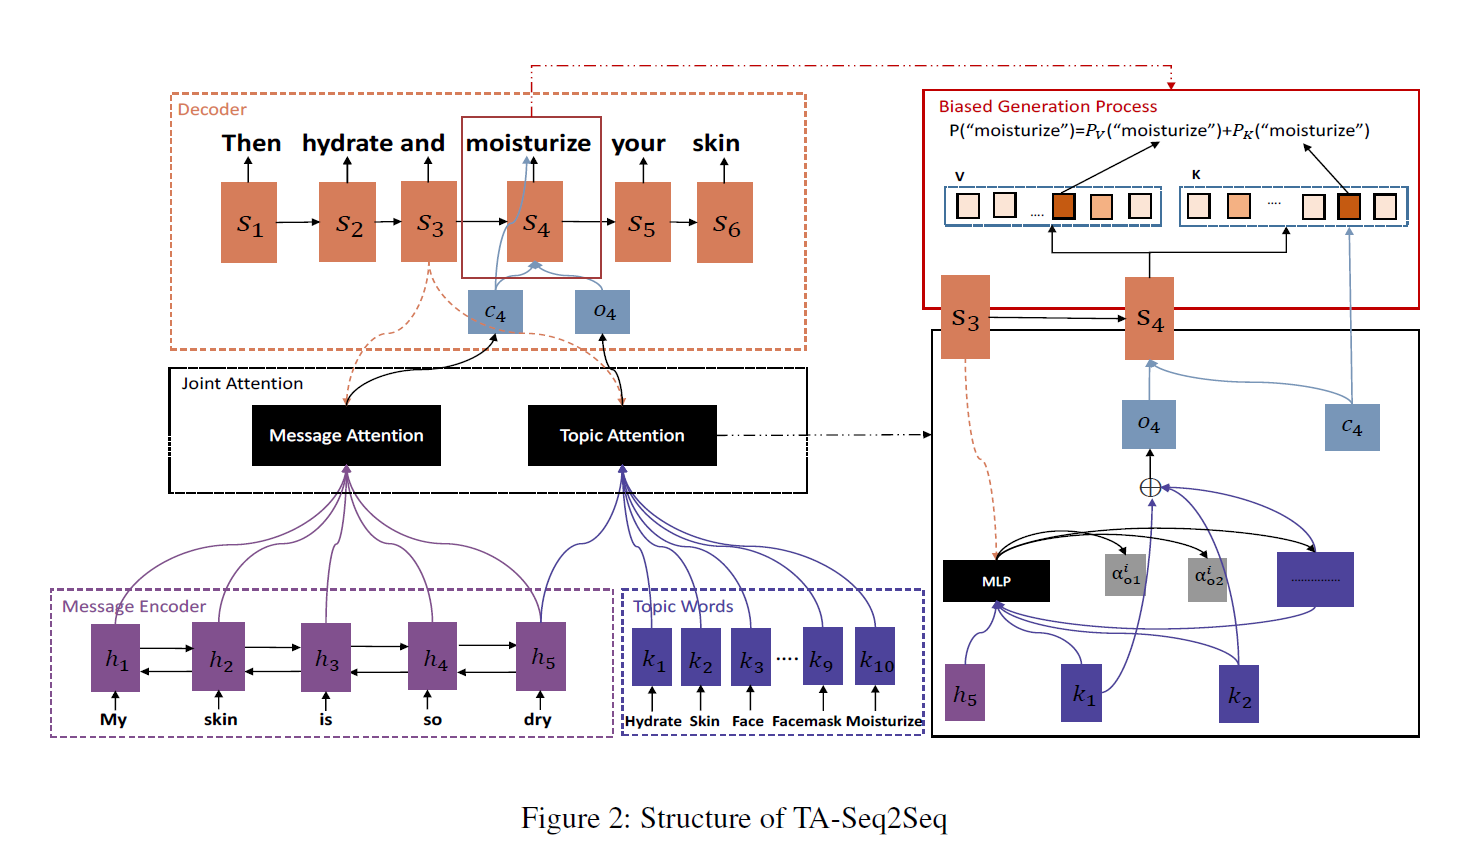 Decoder
Then hydrate and moisturize your skin
S1 S2 S3 S4 S5 S6
c4 o4
Joint Attention
Message Attention Topic Attention
Message Encoder
h1 h2 h3 h4 h5
My skin is so dry
Topic Words
k1 k2 k3 .... k9 k10
Hydrate Skin Face Facemask Moisturize
Biased Generation Process
P(“moisturize”)=PV(“moisturize”)+PK(“moisturize”)
V K
.... ....
S3 S4
o4 c4
MLP αio1 αio2 ...............
h5 k1 k2
Figure 2: Structure of TA-Seq2Seq